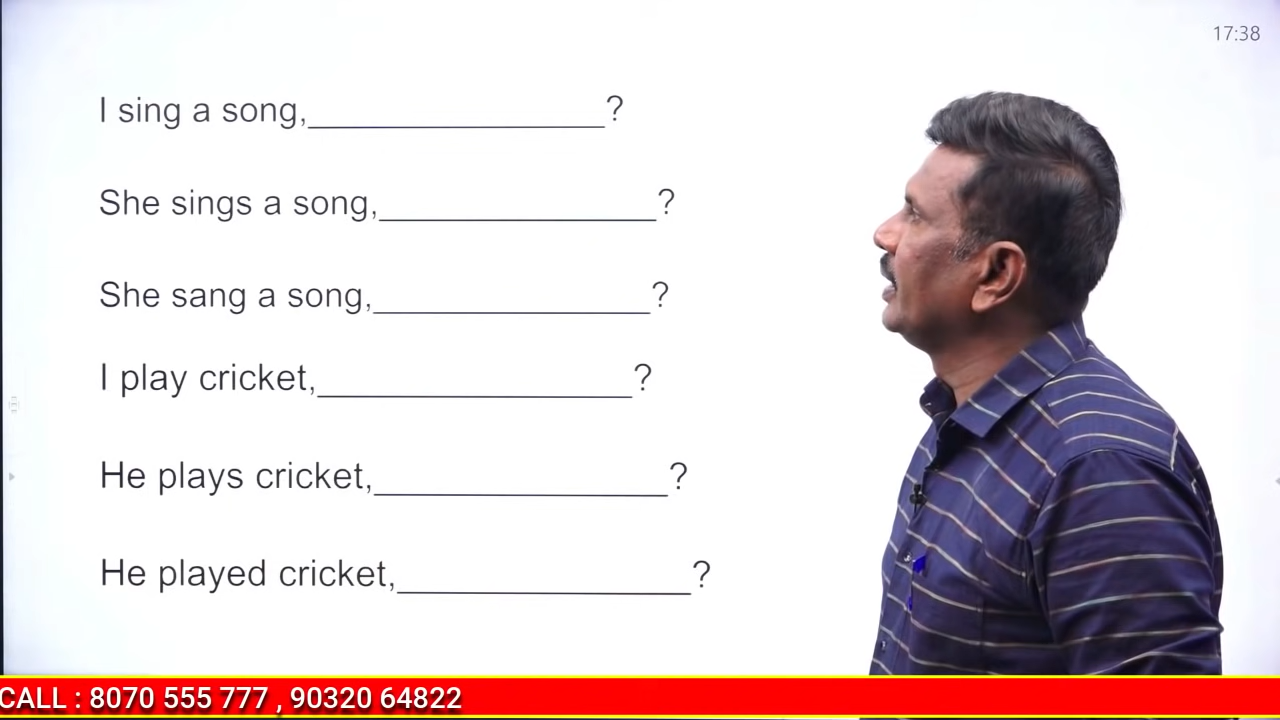 17:38
I sing a song,_________________?
She sings a song,________________?
She sang a song,________________?
I play cricket,__________________?
He plays cricket,_________________?
He played cricket,_________________?
CALL : 8070 555 777 , 90320 64822